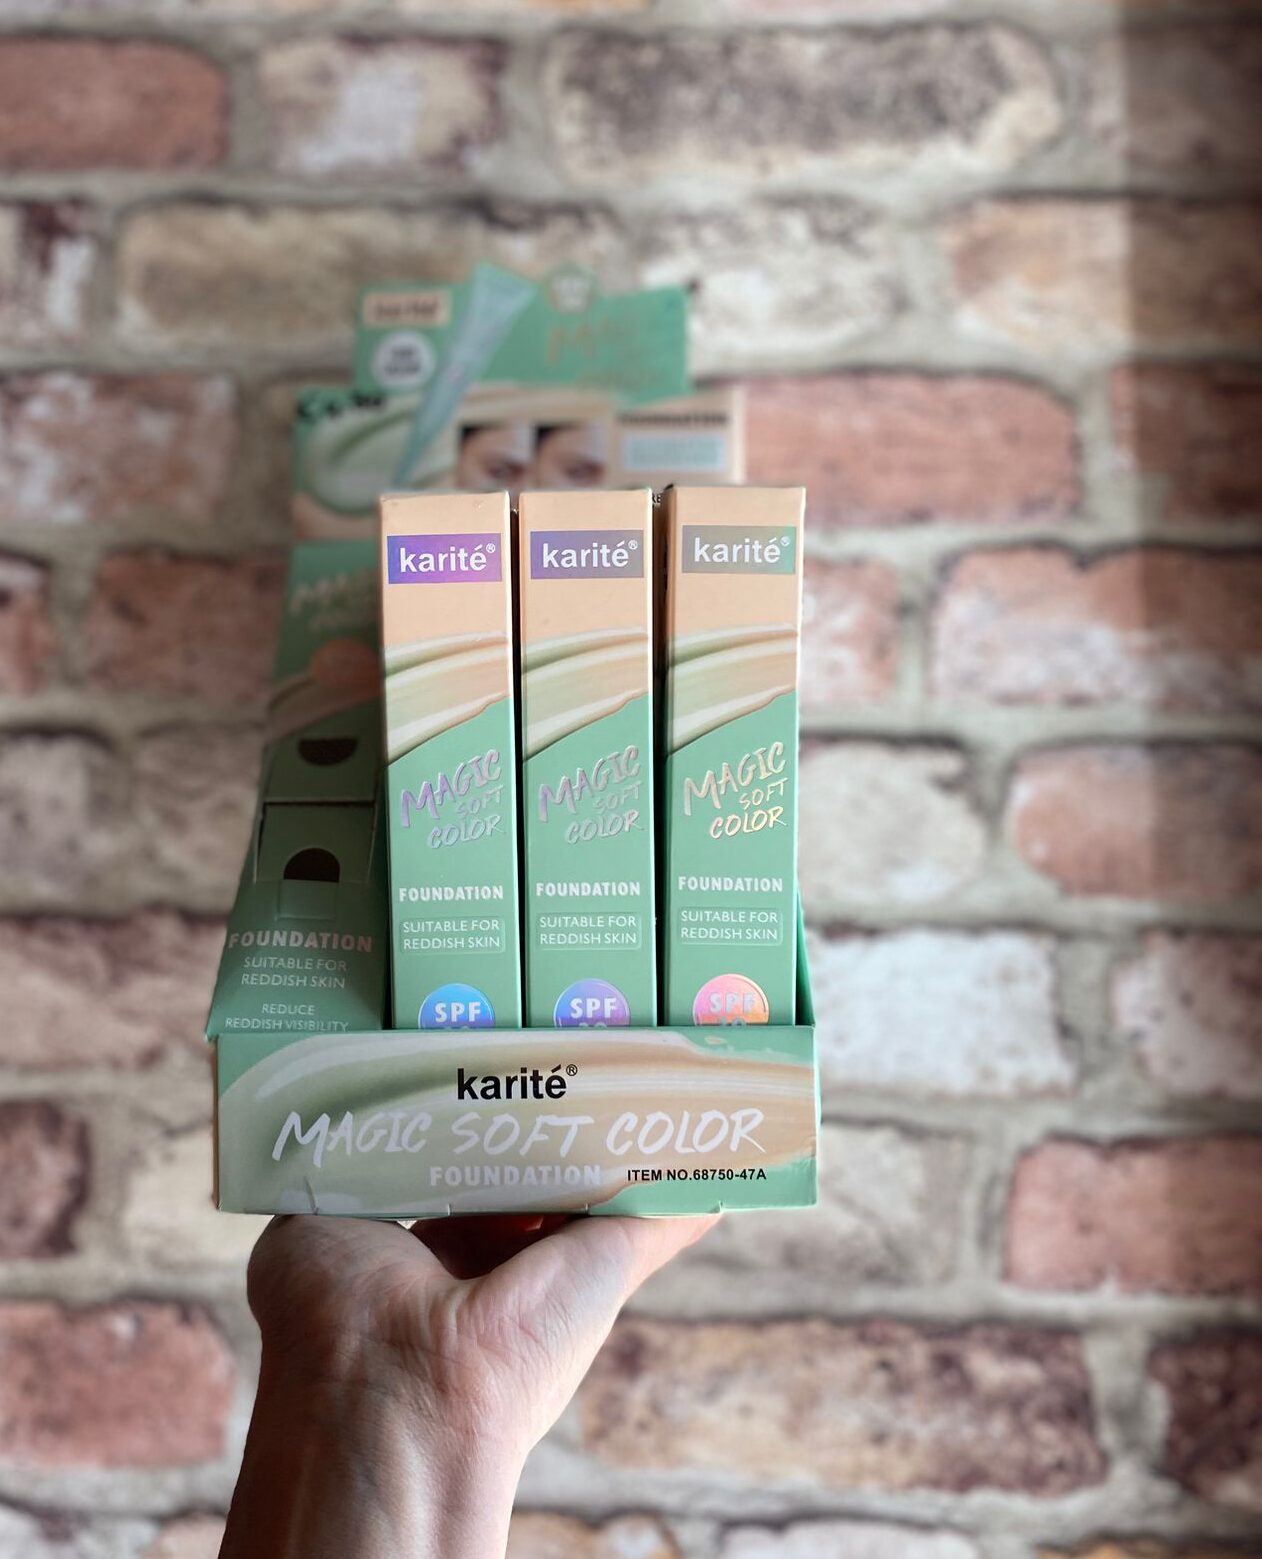 karité®
MAGIC
SOFT
COLOR
FOUNDATION
SUITABLE FOR
REDDISH SKIN
SPF
karité®
MAGIC
SOFT
COLOR
FOUNDATION
SUITABLE FOR
REDDISH SKIN
SPF
karité®
MAGIC
SOFT
COLOR
FOUNDATION
SUITABLE FOR
REDDISH SKIN
SPF
FOUNDATION
SUITABLE FOR
REDDISH SKIN
REDUCE
REDDISH VISIBILITY
karité®
MAGIC SOFT COLOR
FOUNDATION
ITEM NO.68750-47A